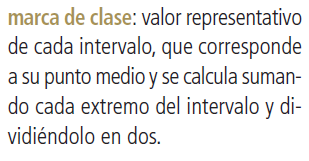 marca de clase: valor representativo
de cada intervalo, que corresponde
a su punto medio y se calcula suman-
do cada extremo del intervalo y di-
vidiéndolo en dos.